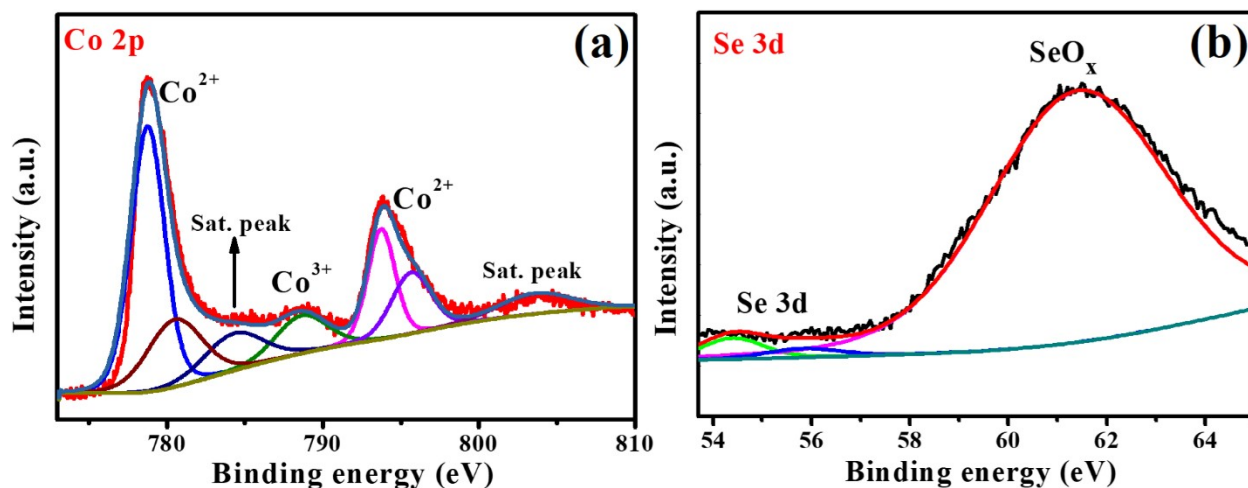 Co 2p
(a)
Co²⁺
Sat. peak
Co³⁺
Co²⁺
Sat. peak
Intensity (a.u.)
780 790 800 810
Binding energy (eV)
Se 3d
(b)
SeOₓ
Se 3d
Intensity (a.u.)
54 56 58 60 62 64
Binding energy (eV)